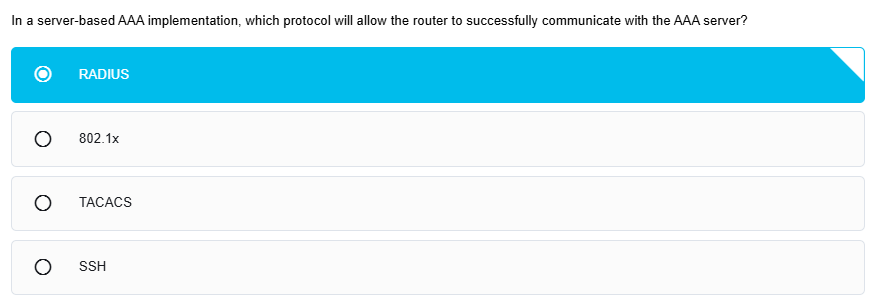 In a server-based AAA implementation, which protocol will allow the router to successfully communicate with the AAA server?
RADIUS
802.1x
TACACS
SSH